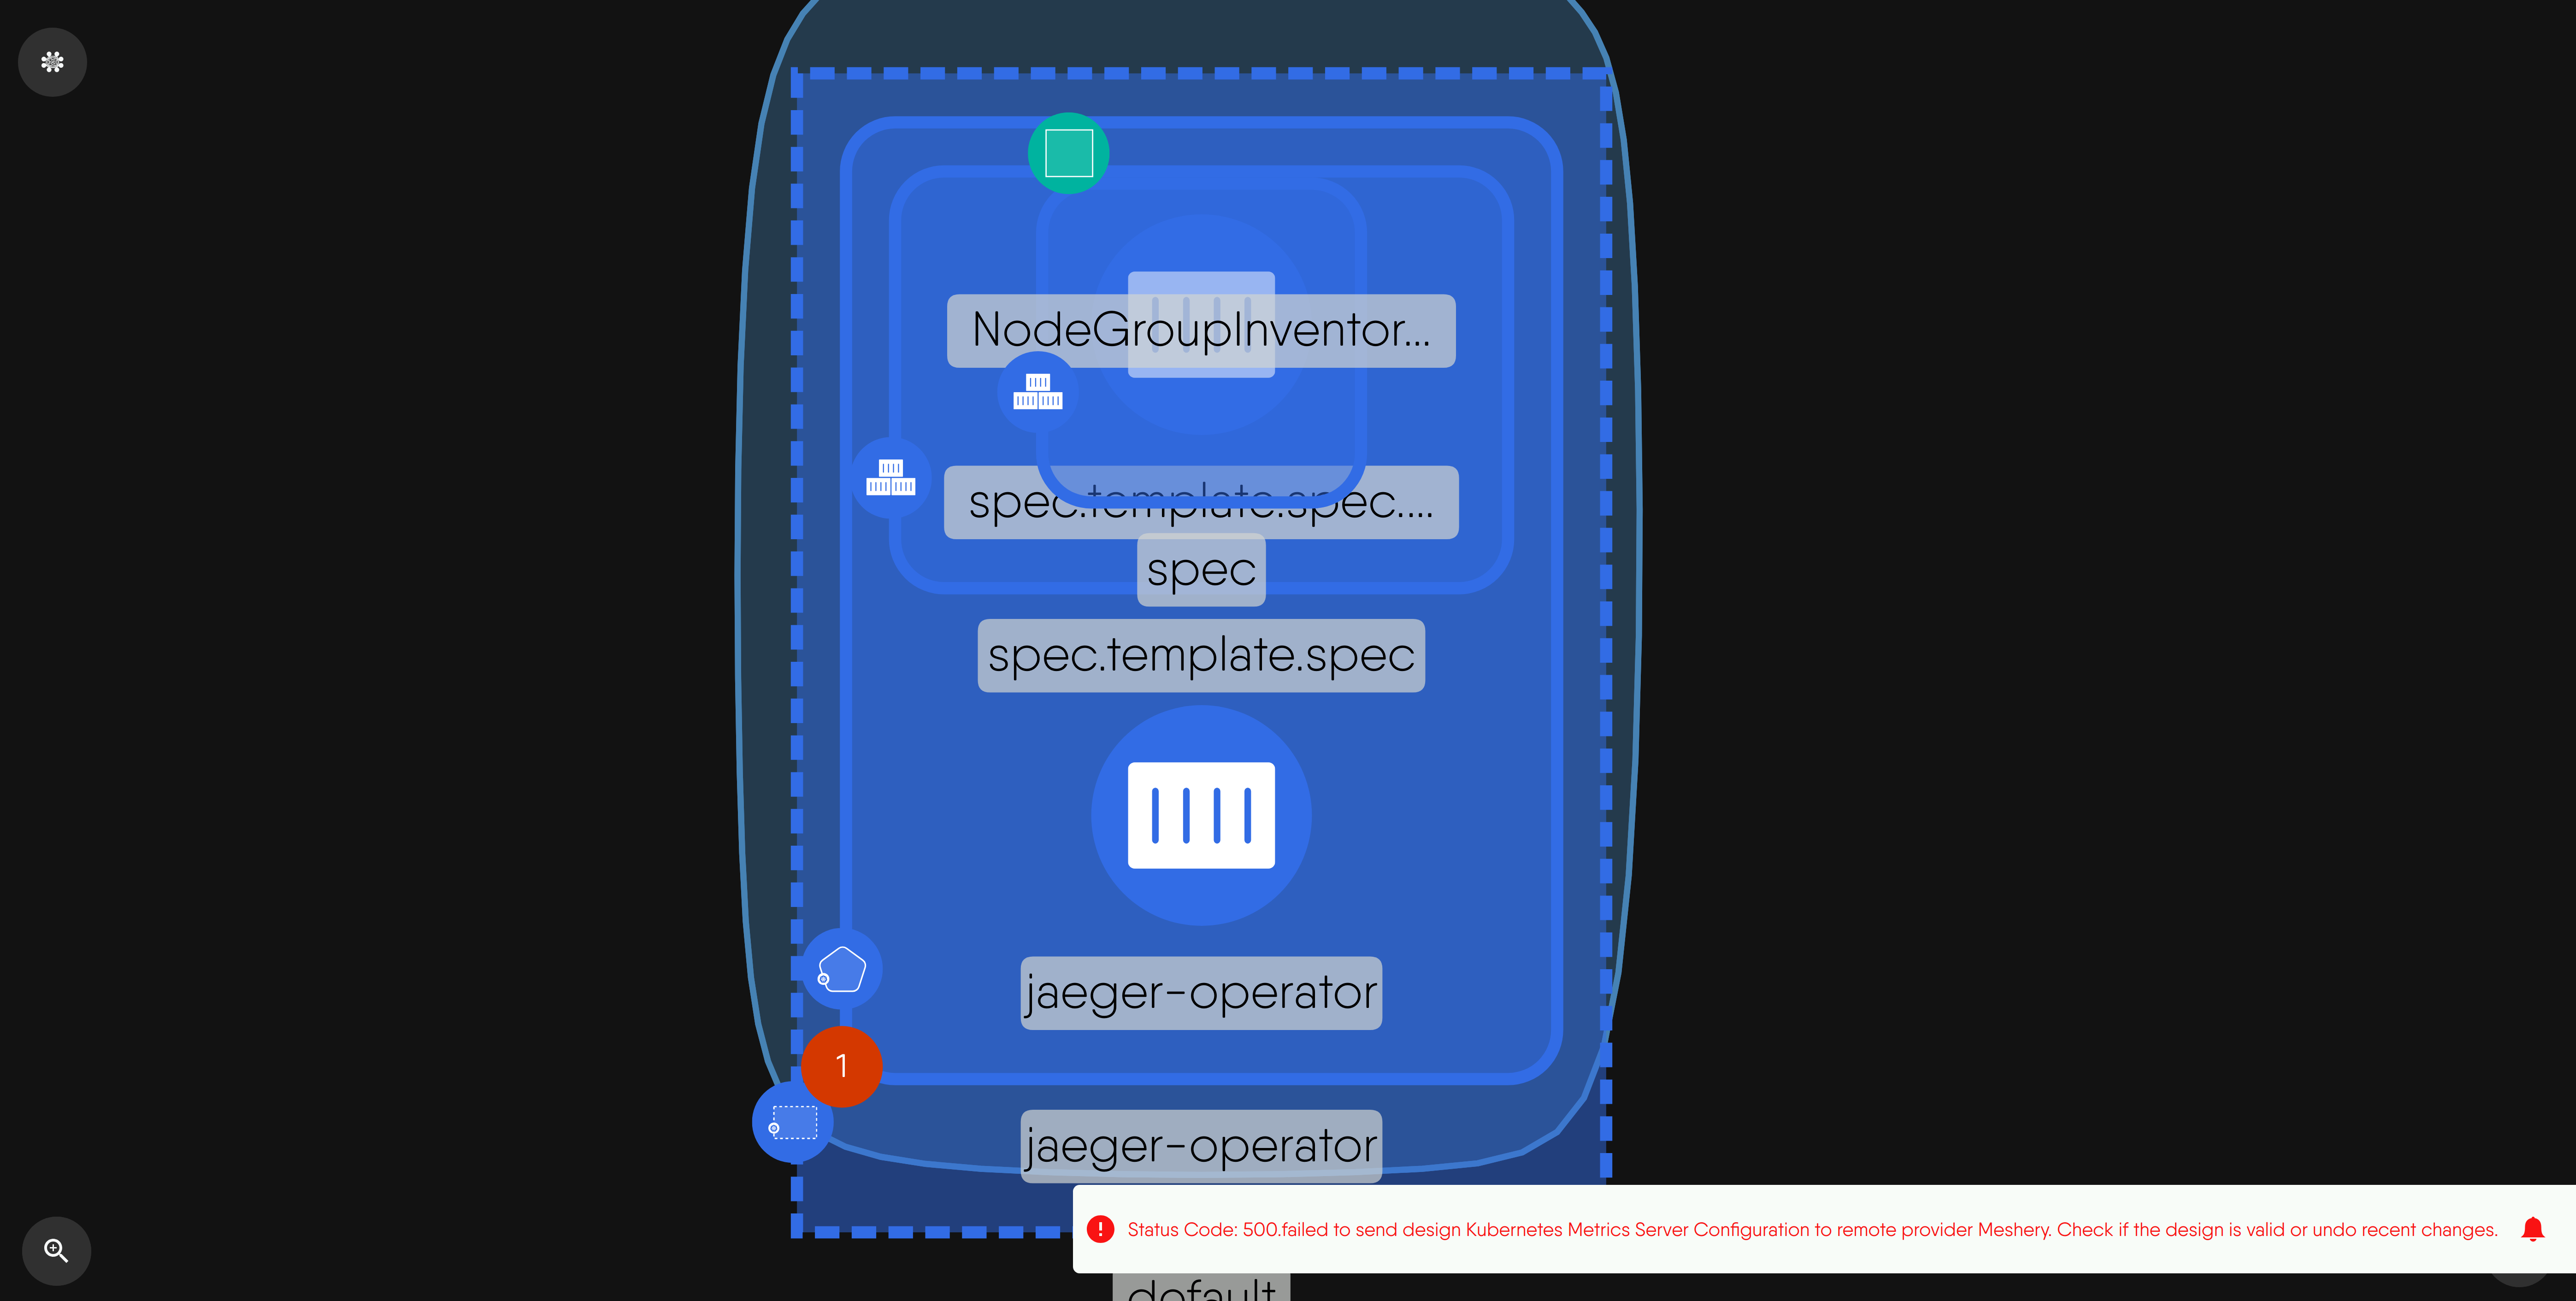 NodeGroupInventor...
spec.template.spec....
spec
spec.template.spec
jaeger-operator
1
jaeger-operator
Status Code: 500.failed to send design Kubernetes Metrics Server Configuration to remote provider Meshery. Check if the design is valid or undo recent changes.
default